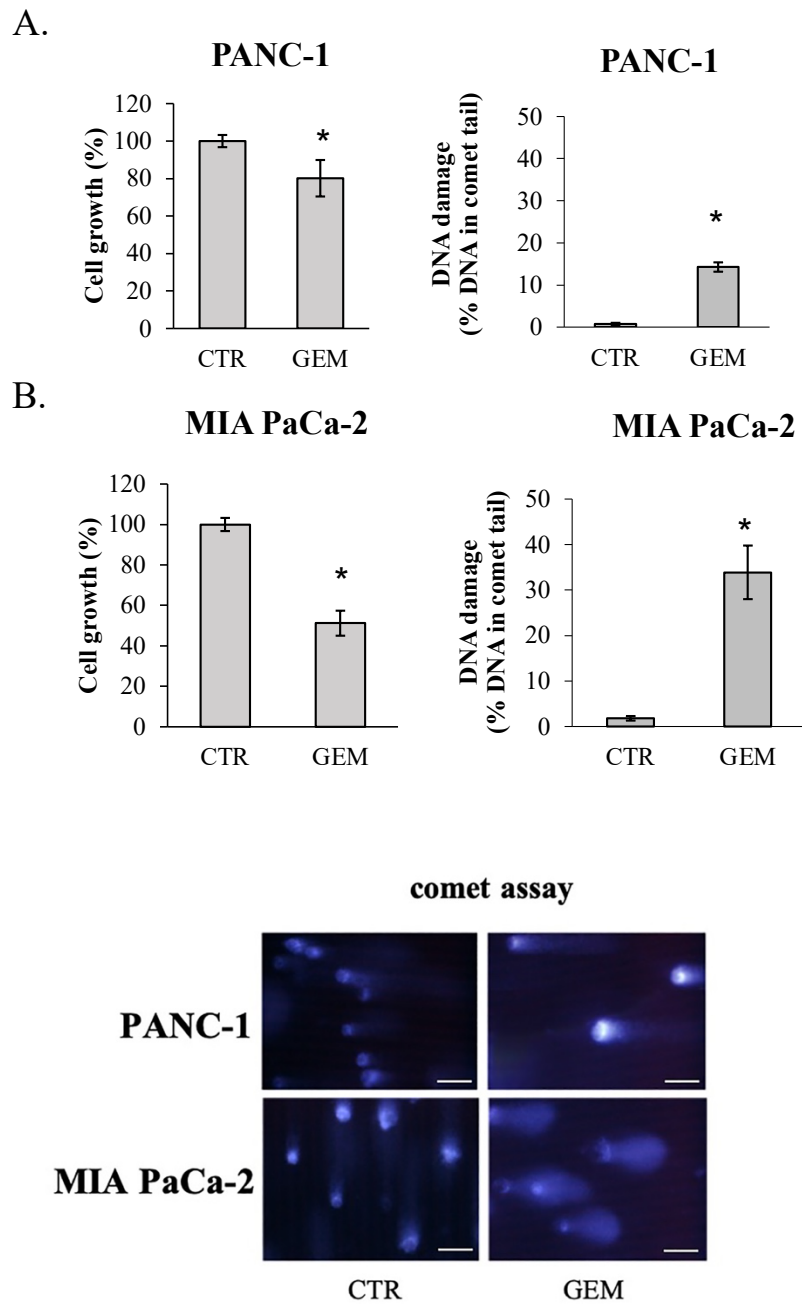 A.
PANC-1
120
100
80
60
40
20
0
Cell growth (%)
*
CTR
GEM
PANC-1
50
40
30
20
10
0
DNA damage
(% DNA in comet tail)
*
CTR
GEM
B.
MIA PaCa-2
120
100
80
60
40
20
0
Cell growth (%)
*
CTR
GEM
MIA PaCa-2
50
40
30
20
10
0
DNA damage
(% DNA in comet tail)
*
CTR
GEM
comet assay
PANC-1
MIA PaCa-2
CTR
GEM